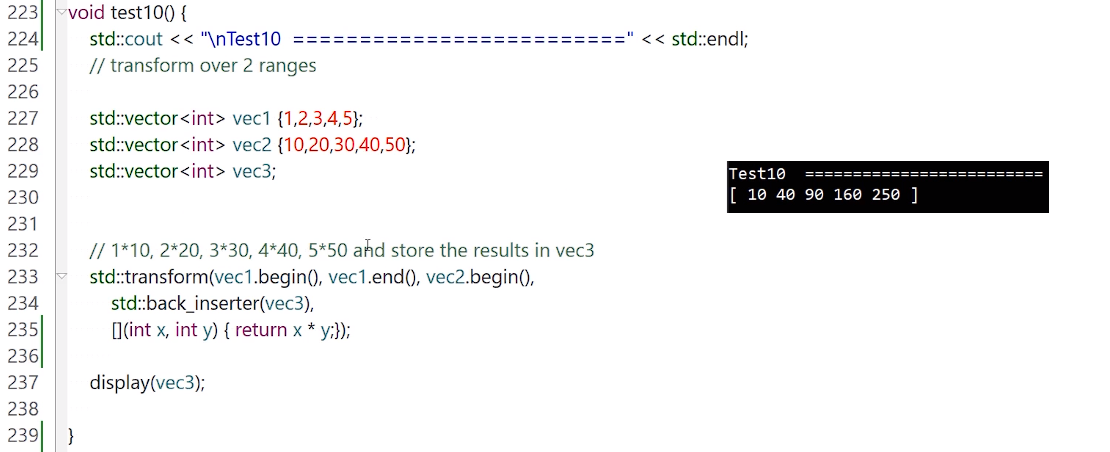 223 void test10() {
224 std::cout << "\nTest10 =========================" << std::endl;
225 // transform over 2 ranges
226
227 std::vector<int> vec1 {1,2,3,4,5};
228 std::vector<int> vec2 {10,20,30,40,50};
229 std::vector<int> vec3;
230
231
232 // 1*10, 2*20, 3*30, 4*40, 5*50 and store the results in vec3
233 std::transform(vec1.begin(), vec1.end(), vec2.begin(),
234 std::back_inserter(vec3),
235 [](int x, int y) { return x * y;});
236
237 display(vec3);
238
239 }
Test10 =========================
[ 10 40 90 160 250 ]